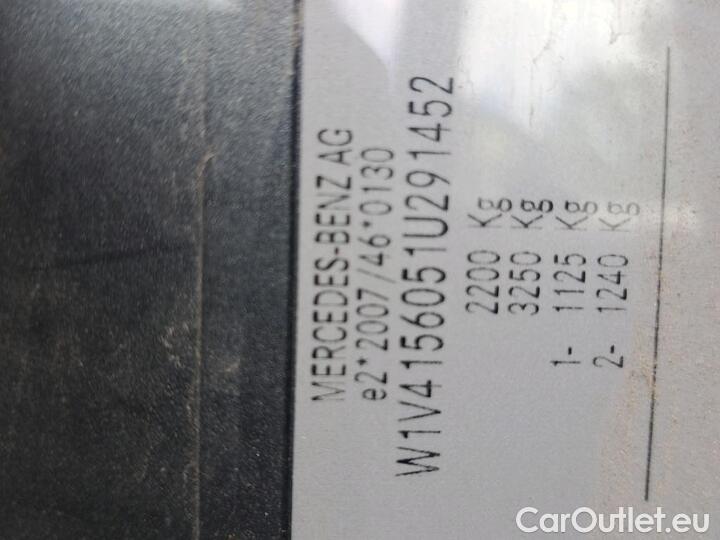 MERCEDES-BENZ AG
e2*2007/46*0130
W1V4156051U291452
2200 Kg
3250 Kg
1- 1125 Kg
2- 1240 Kg
CarOutlet.eu